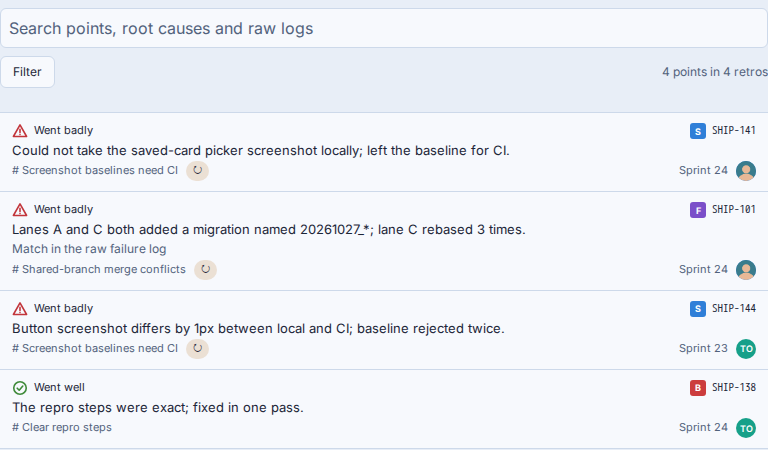 Search points, root causes and raw logs
Filter
4 points in 4 retros
Went badly
S SHIP-141
Could not take the saved-card picker screenshot locally; left the baseline for CI.
# Screenshot baselines need CI
Sprint 24
Went badly
F SHIP-101
Lanes A and C both added a migration named 20261027_*; lane C rebased 3 times.
Match in the raw failure log
# Shared-branch merge conflicts
Sprint 24
Went badly
S SHIP-144
Button screenshot differs by 1px between local and CI; baseline rejected twice.
# Screenshot baselines need CI
Sprint 23 TO
Went well
B SHIP-138
The repro steps were exact; fixed in one pass.
# Clear repro steps
Sprint 24 TO